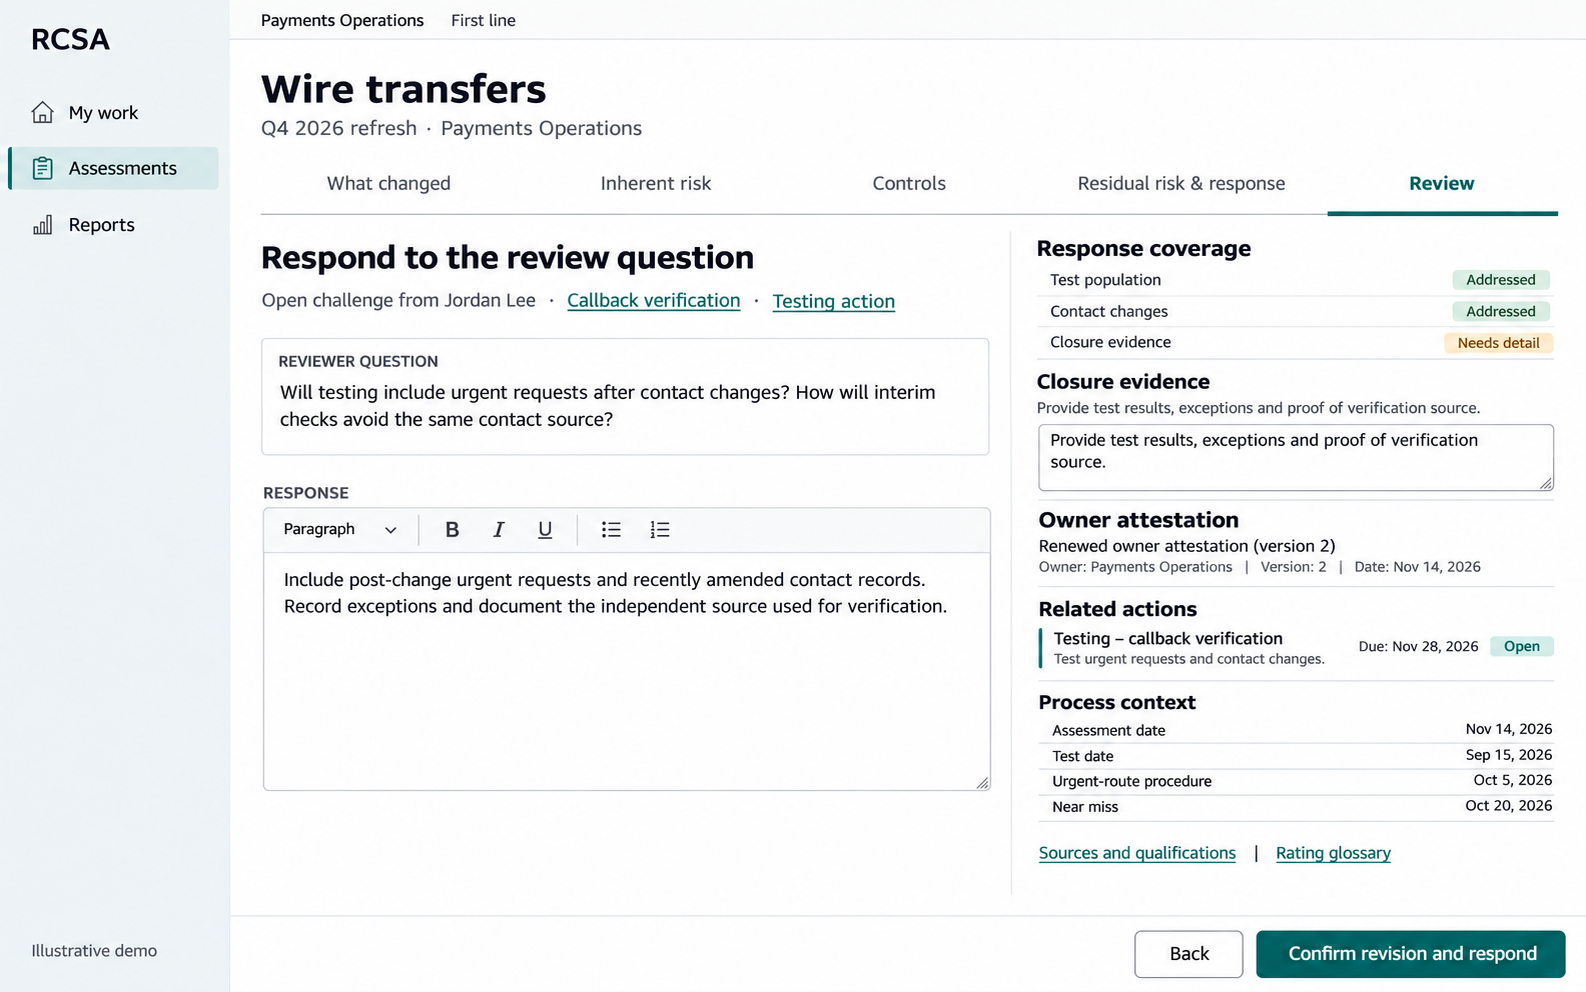 RCSA
My work
Assessments
Reports
Illustrative demo
Payments Operations First line
Wire transfers
Q4 2026 refresh · Payments Operations
What changed Inherent risk Controls Residual risk & response Review
Respond to the review question
Open challenge from Jordan Lee · Callback verification · Testing action
REVIEWER QUESTION
Will testing include urgent requests after contact changes? How will interim
checks avoid the same contact source?
RESPONSE
Paragraph B I U
Include post-change urgent requests and recently amended contact records.
Record exceptions and document the independent source used for verification.
Response coverage
Test population Addressed
Contact changes Addressed
Closure evidence Needs detail
Closure evidence
Provide test results, exceptions and proof of verification source.
Provide test results, exceptions and proof of verification
source.
Owner attestation
Renewed owner attestation (version 2)
Owner: Payments Operations | Version: 2 | Date: Nov 14, 2026
Related actions
Testing – callback verification Due: Nov 28, 2026 Open
Test urgent requests and contact changes.
Process context
Assessment date Nov 14, 2026
Test date Sep 15, 2026
Urgent-route procedure Oct 5, 2026
Near miss Oct 20, 2026
Sources and qualifications | Rating glossary
Back Confirm revision and respond